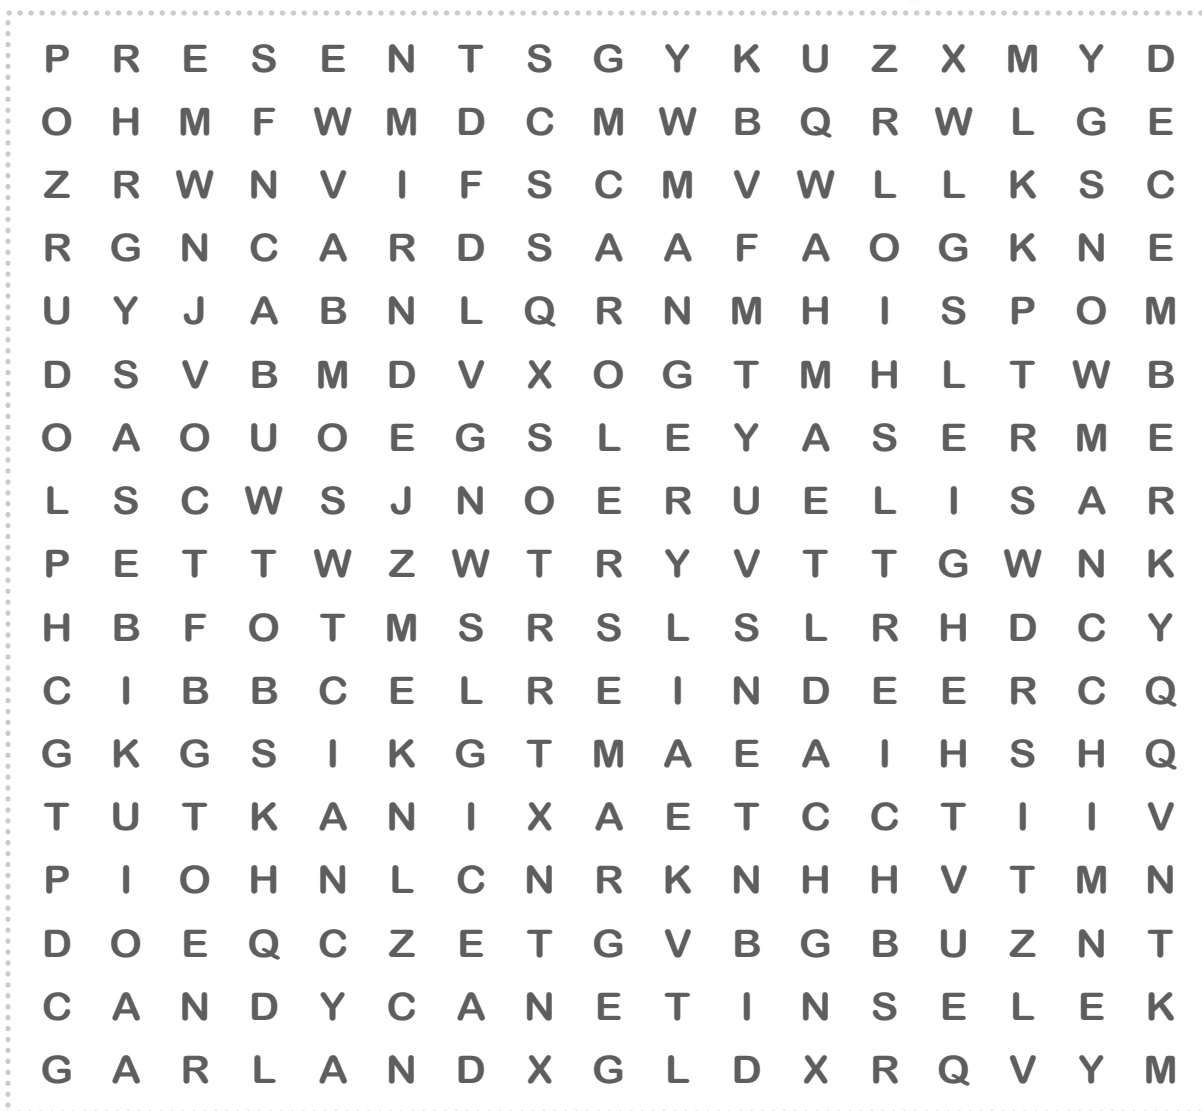 P R E S E N T S G Y K U Z X M Y D
O H M F W M D C M W B Q R W L G E
Z R W N V I F S C M V W L L K S C
R G N C A R D S A A F A O G K N E
U Y J A B N L Q R N M H I S P O M
D S V B M D V X O G T M H L T W B
O A O U O E G S L E Y A S E R M E
L S C W S J N O E R U E L I S A R
P E T T W Z W T R Y V T T G W N K
H B F O T M S R S L S L R H D C Y
C I B B C E L R E I N D E E R C Q
G K G S I K G T M A E A I H S H Q
T U T K A N I X A E T C C T I I V
P I O H N L C N R K N H H V T M N
D O E Q C Z E T G V B G B U Z N T
C A N D Y C A N E T I N S E L E K
G A R L A N D X G L D X R Q V Y M